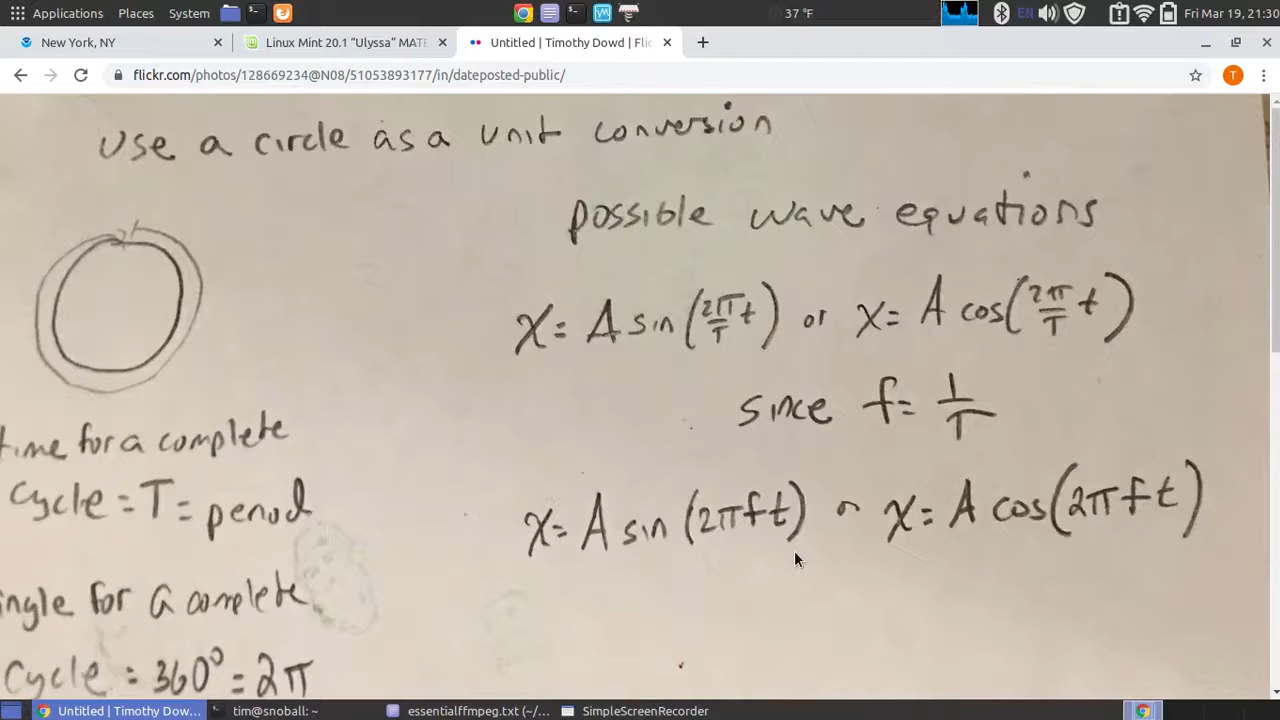 Applications Places System 37 °F EN Fri Mar 19, 21:30
New York, NY Linux Mint 20.1 "Ulyssa" MATE Untitled | Timothy Dowd | Flic
flickr.com/photos/128669234@N08/51053893177/in/dateposted-public/ T
use a circle as a unit conversion
possible wave equations
x = A sin(2π/T t) or x = A cos(2π/T t)
since f = 1/T
x = A sin(2πft) or x = A cos(2πft)
time for a complete
cycle = T = period
angle for a complete
cycle = 360° = 2π
Untitled | Timothy Dow... tim@snoball: ~ essentialffmpeg.txt (~/... SimpleScreenRecorder